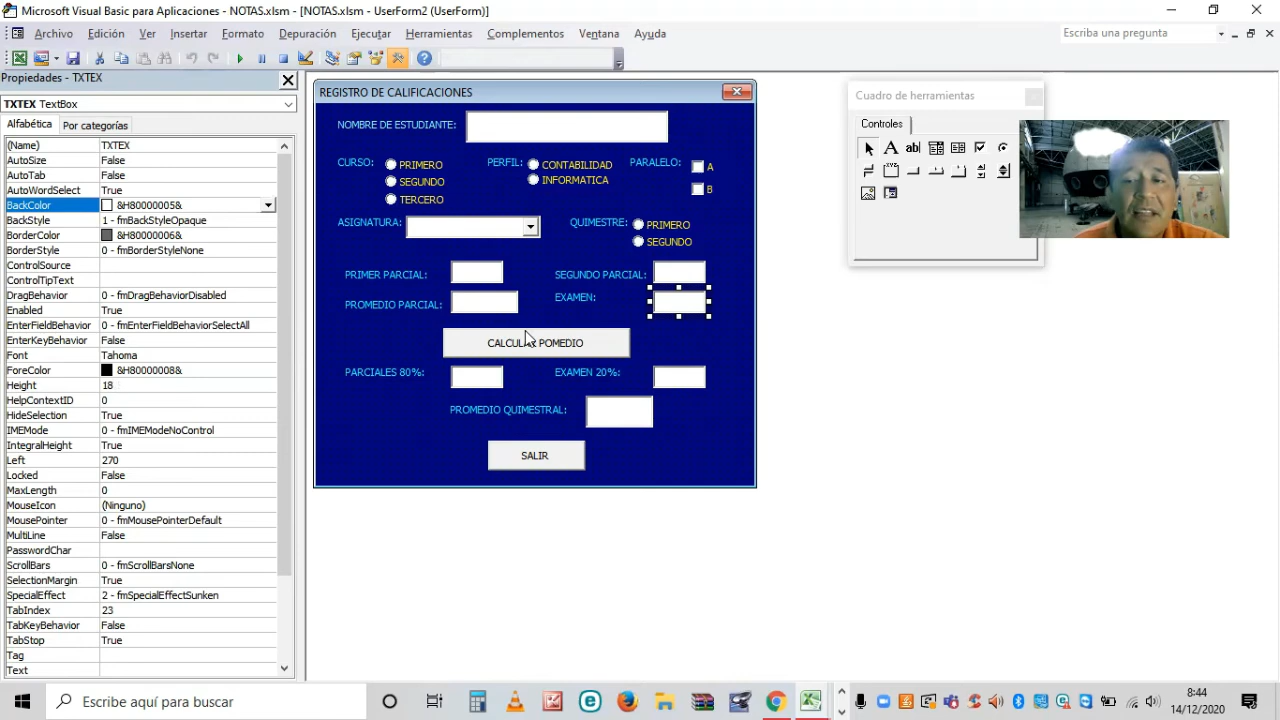 Microsoft Visual Basic para Aplicaciones - NOTAS.xlsm - [NOTAS.xlsm - UserForm2 (UserForm)]
Archivo Edición Ver Insertar Formato Depuración Ejecutar Herramientas Complementos Ventana Ayuda
Escriba una pregunta
Propiedades - TXTEX
TXTEX TextBox
Alfabética Por categorías
(Name) TXTEX
AutoSize False
AutoTab False
AutoWordSelect True
BackColor &H80000005&
BackStyle 1 - fmBackStyleOpaque
BorderColor &H80000006&
BorderStyle 0 - fmBorderStyleNone
ControlSource
ControlTipText
DragBehavior 0 - fmDragBehaviorDisabled
Enabled True
EnterFieldBehavior 0 - fmEnterFieldBehaviorSelectAll
EnterKeyBehavior False
Font Tahoma
ForeColor &H80000008&
Height 18
HelpContextID 0
HideSelection True
IMEMode 0 - fmIMEModeNoControl
IntegralHeight True
Left 270
Locked False
MaxLength 0
MouseIcon (Ninguno)
MousePointer 0 - fmMousePointerDefault
MultiLine False
PasswordChar
ScrollBars 0 - fmScrollBarsNone
SelectionMargin True
SpecialEffect 2 - fmSpecialEffectSunken
TabIndex 23
TabKeyBehavior False
TabStop True
Tag
Text
REGISTRO DE CALIFICACIONES
NOMBRE DE ESTUDIANTE:
CURSO: PRIMERO PERFIL: CONTABILIDAD PARALELO: A
SEGUNDO INFORMATICA B
TERCERO
ASIGNATURA: QUIMESTRE: PRIMERO
SEGUNDO
PRIMER PARCIAL: SEGUNDO PARCIAL:
PROMEDIO PARCIAL: EXAMEN:
CALCULAR POMEDIO
PARCIALES 80%: EXAMEN 20%:
PROMEDIO QUIMESTRAL:
SALIR
Cuadro de herramientas
Controles
A ab|
Escribe aquí para buscar
8:44
14/12/2020